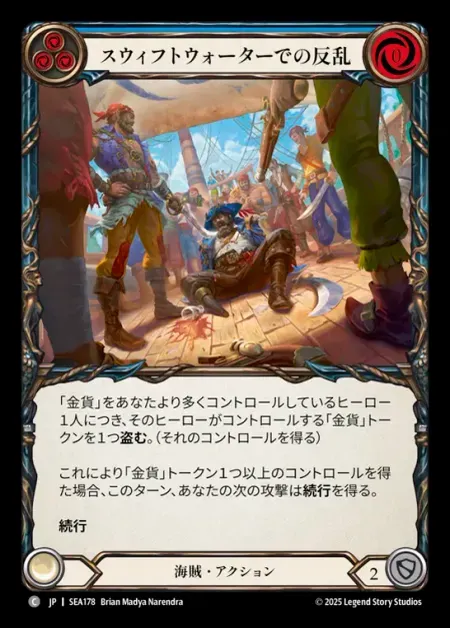 スウィフトウォーターでの反乱
「金貨」をあなたより多くコントロールしているヒーロー
1人につき、そのヒーローがコントロールする「金貨」トー
クンを1つ盗む。(それのコントロールを得る)
これにより「金貨」トークン1つ以上のコントロールを得
た場合、このターン、あなたの次の攻撃は続行を得る。
続行
海賊・アクション
2
C JP | SEA178 Brian Madya Narendra
© 2025 Legend Story Studios